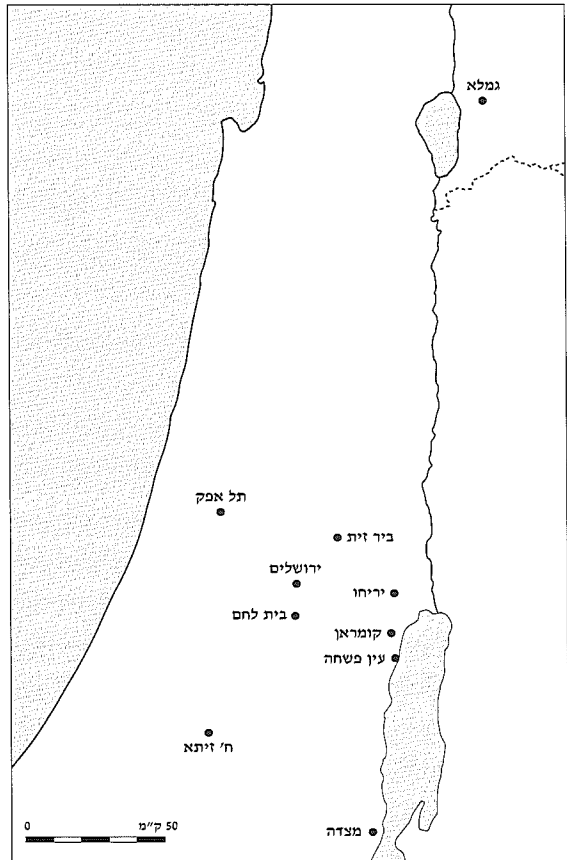 גמלא
תל אפק
ביר זית
ירושלים
יריחו
בית לחם
קומראן
עין פשחה
ח' זיתא
מצדה
0 50 ק"מ